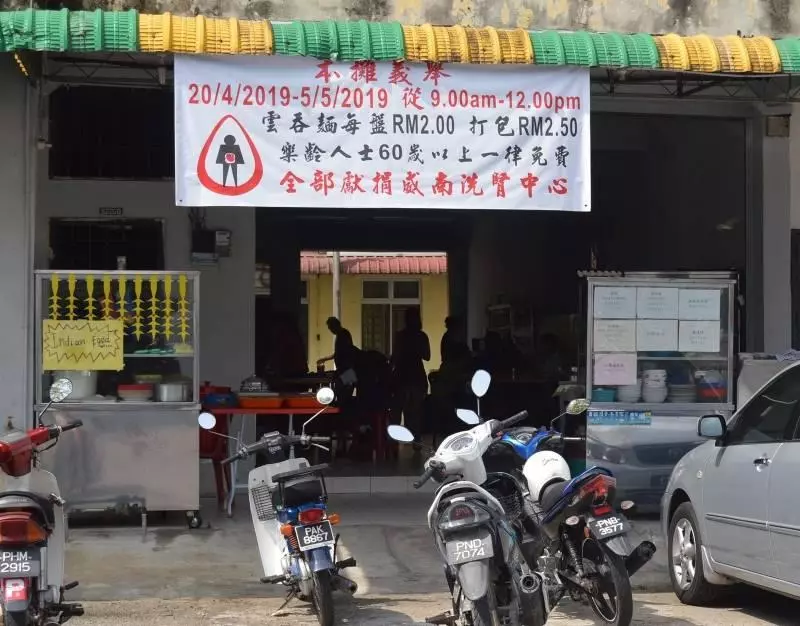 本攤義舉
20/4/2019-5/5/2019 從 9.00am-12.00pm
雲吞麵每盤RM2.00 打包RM2.50
樂齡人士60歲以上一律免費
全部獻捐威南洗腎中心
Indian Food
PHM
2915
PAK
8867
PND
7074
PNB
3577